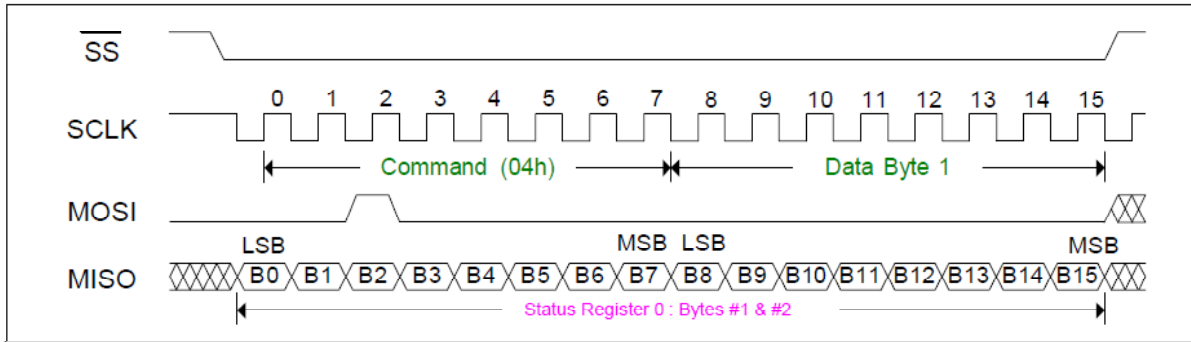 SS
0 1 2 3 4 5 6 7 8 9 10 11 12 13 14 15
SCLK
Command (04h) Data Byte 1
MOSI
LSB MSB LSB MSB
MISO B0 B1 B2 B3 B4 B5 B6 B7 B8 B9 B10 B11 B12 B13 B14 B15
Status Register 0 : Bytes #1 & #2